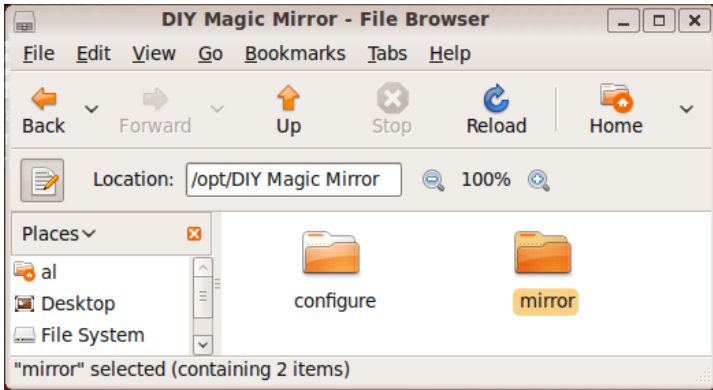 DIY Magic Mirror - File Browser
File Edit View Go Bookmarks Tabs Help
Back Forward Up Stop Reload Home
Location: /opt/DIY Magic Mirror 100%
Places
al
Desktop
File System
configure mirror
"mirror" selected (containing 2 items)